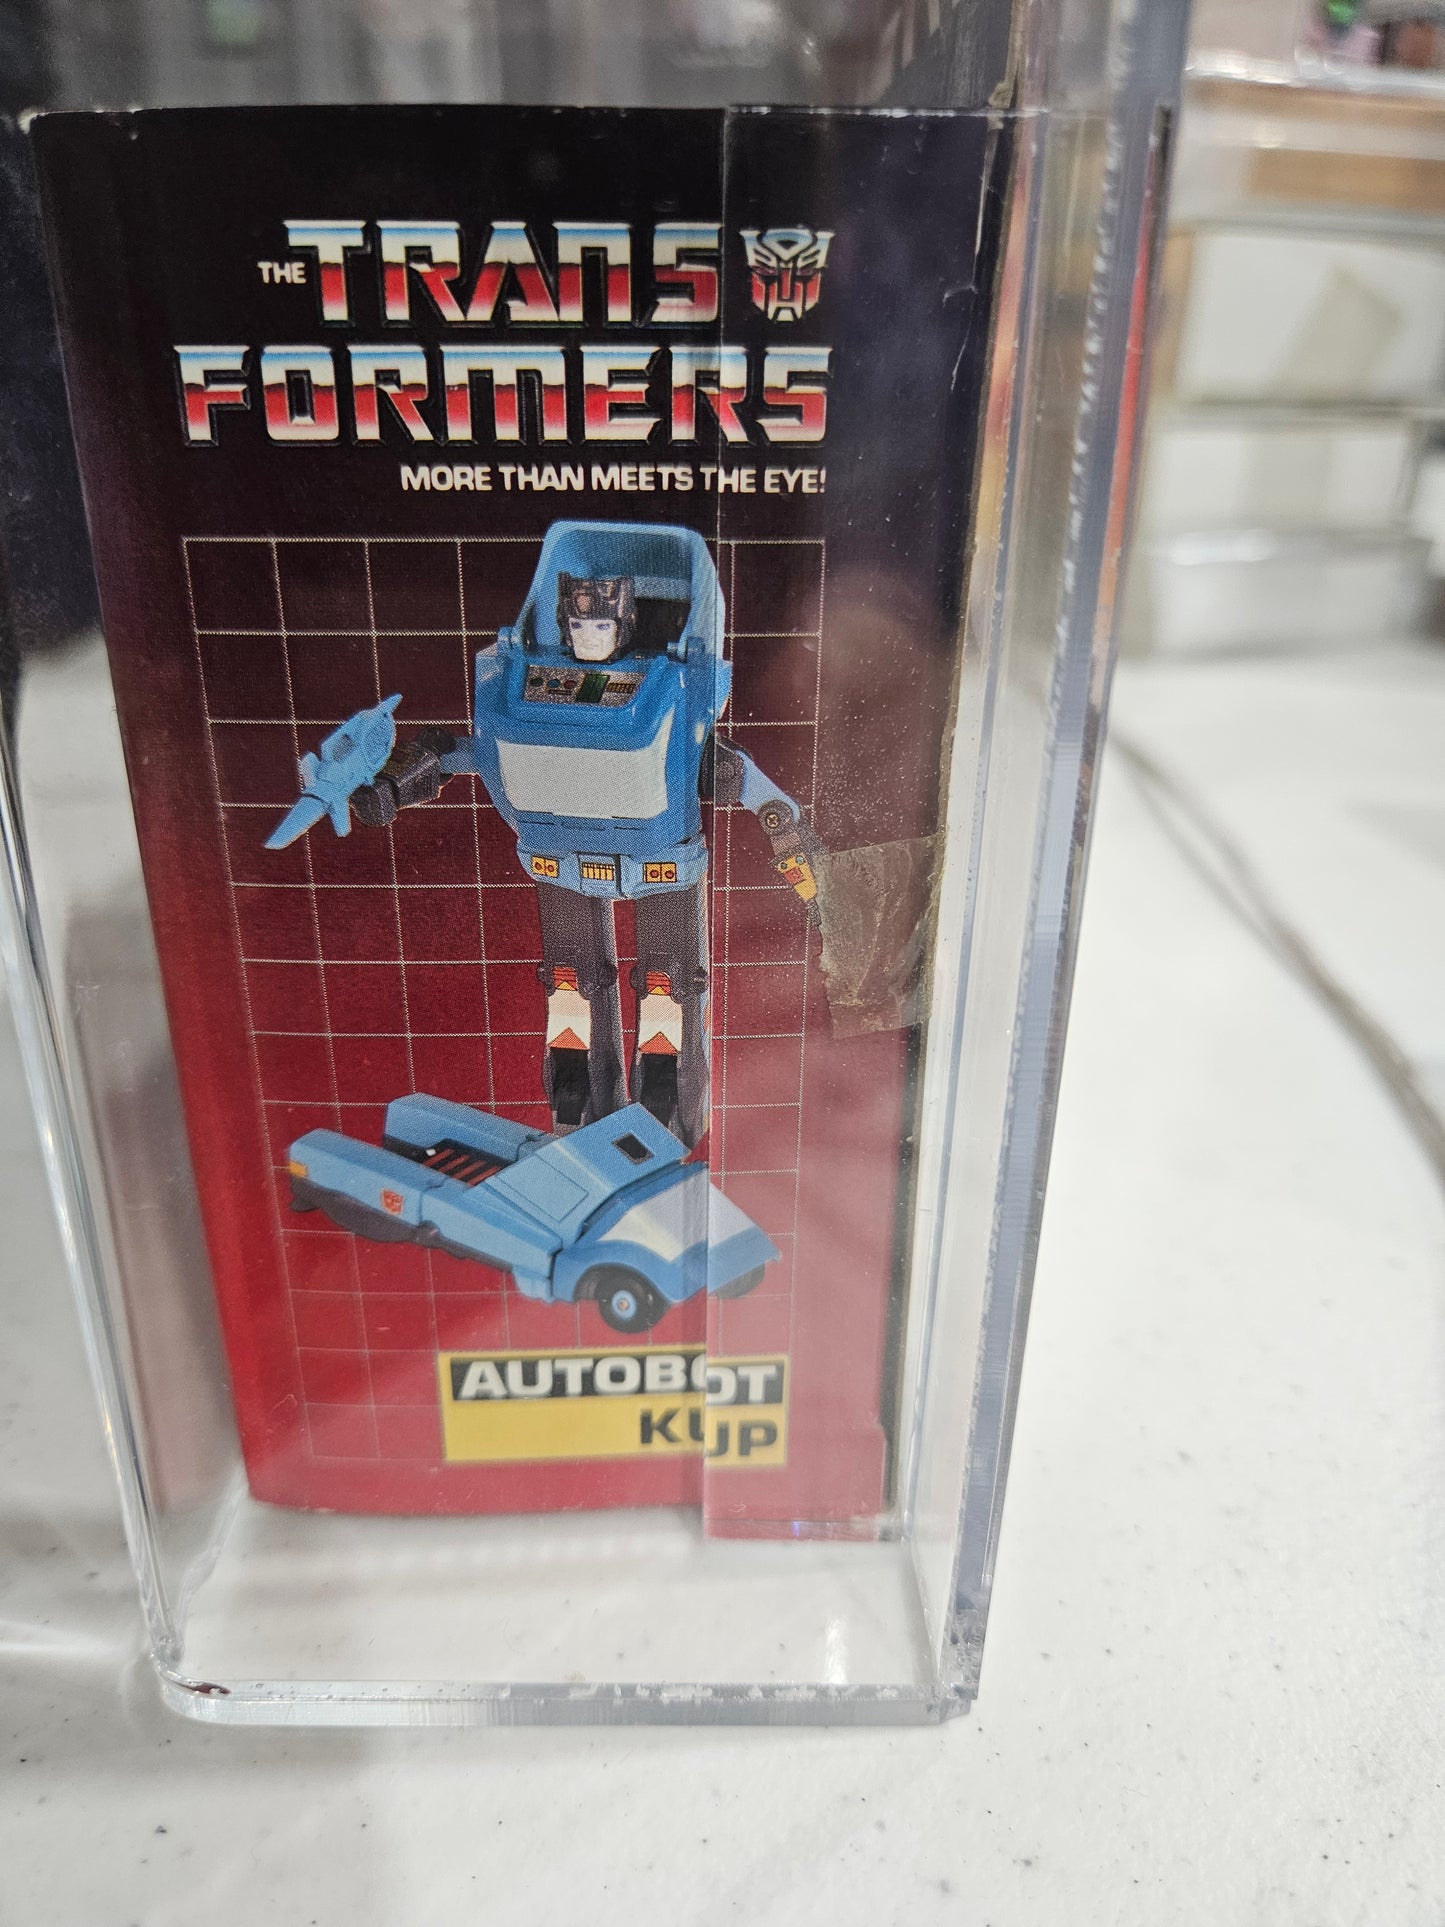 THE TRANS
FORMERS
MORE THAN MEETS THE EYE!
AUTOBOT
KUP